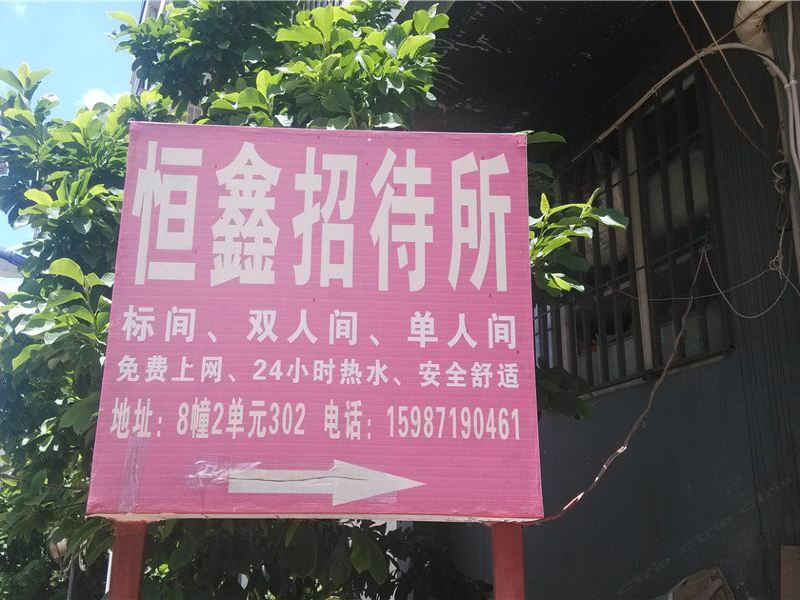 恒鑫招待所
标间、双人间、单人间
免费上网、24小时热水、安全舒适
地址：8幢2单元302 电话：15987190461